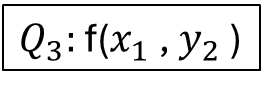 Q₃: f(x₁ , y₂ )